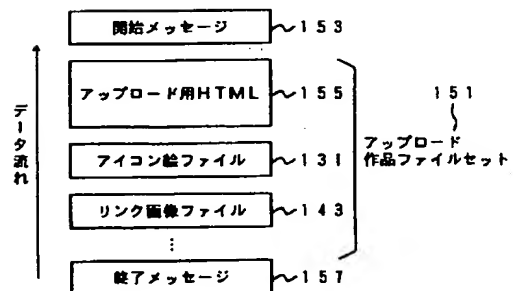 開始メッセージ 153
アップロード用HTML 155
151
データ流れ
アップロード
作品ファイルセット
アイコン絵ファイル 131
リンク画像ファイル 143
⋮
終了メッセージ 157